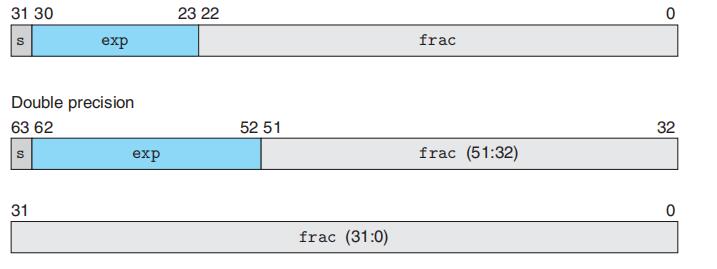 31 30 23 22 0
s exp frac
Double precision
63 62 52 51 32
s exp frac (51:32)
31 0
frac (31:0)